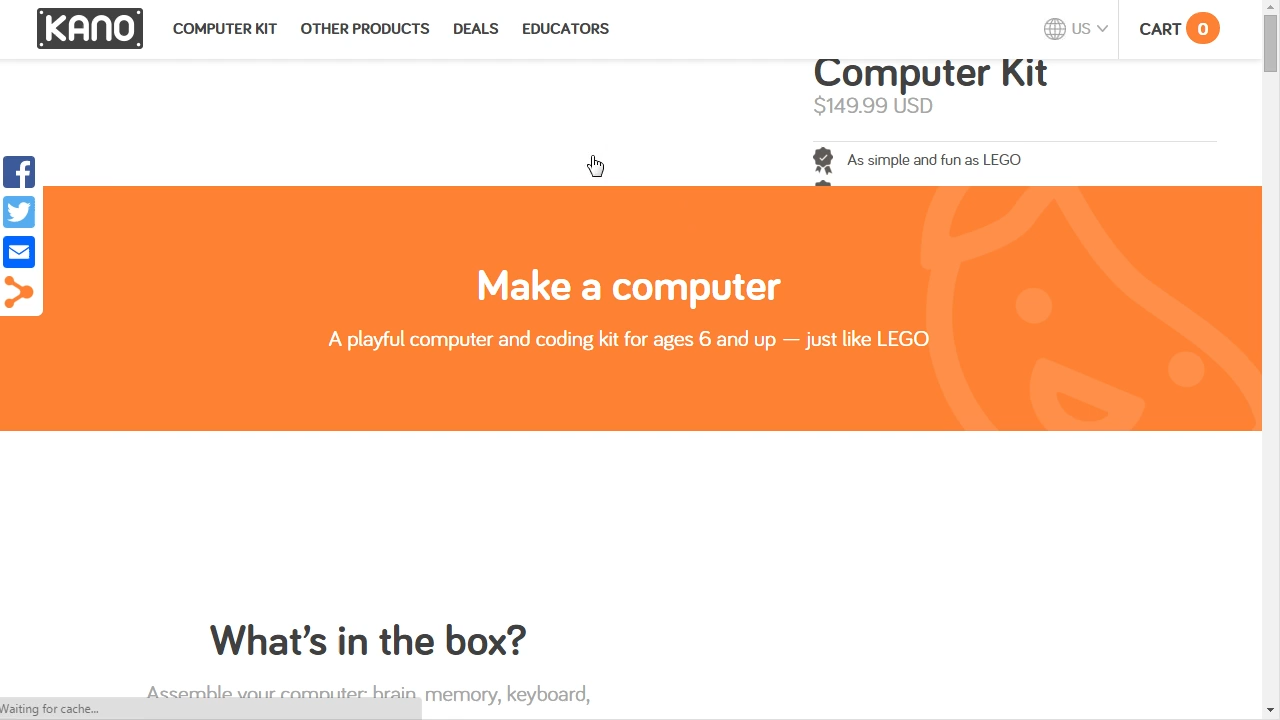 KANO
COMPUTER KIT OTHER PRODUCTS DEALS EDUCATORS US CART 0
Computer Kit
$149.99 USD
As simple and fun as LEGO
Make a computer
A playful computer and coding kit for ages 6 and up — just like LEGO
What's in the box?
Assemble your computer: brain, memory, keyboard,
Waiting for cache...